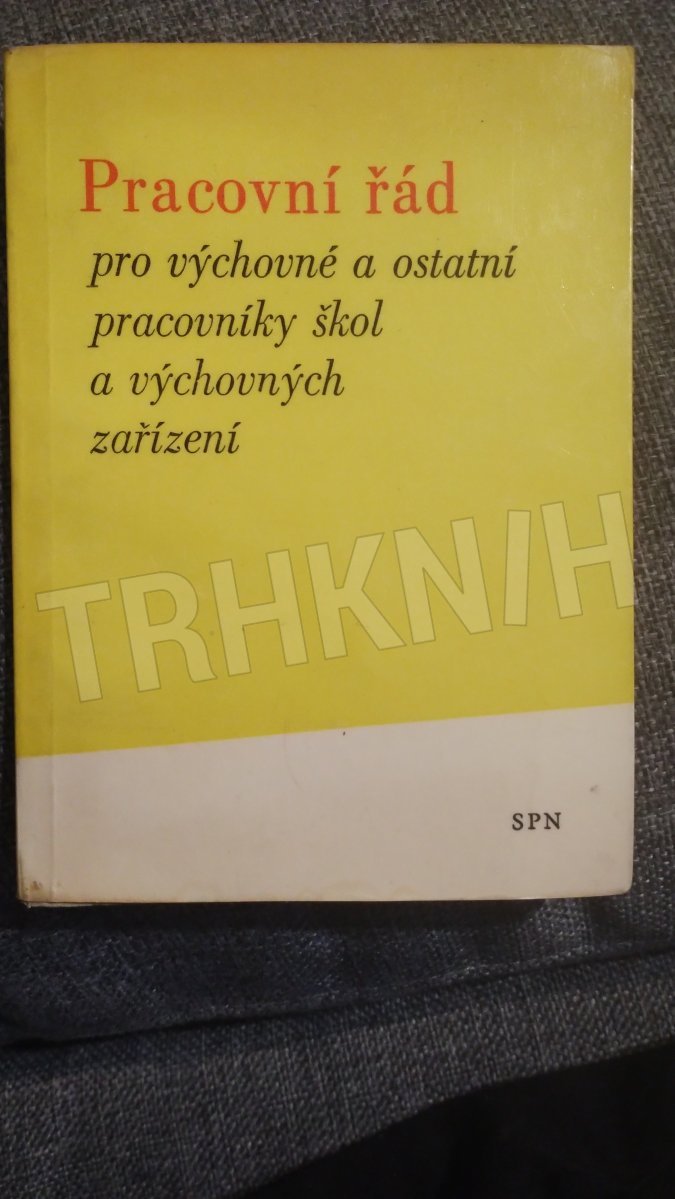 Pracovní řád
pro výchovné a ostatní
pracovníky škol
a výchovných
zařízení
TRHKNIH
SPN